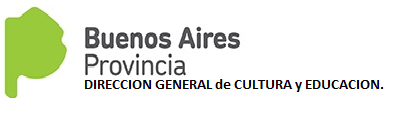 Buenos Aires
Provincia
DIRECCION GENERAL de CULTURA y EDUCACION.